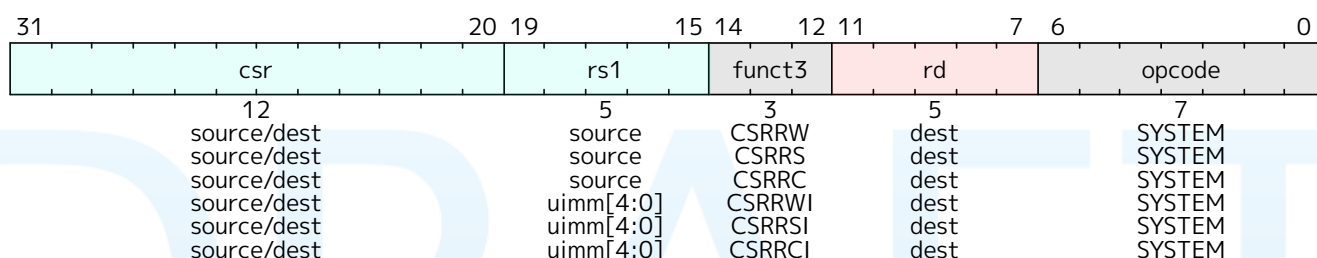 31 20 19 15 14 12 11 7 6 0
csr rs1 funct3 rd opcode
12 5 3 5 7
source/dest source CSRRW dest SYSTEM
source/dest source CSRRS dest SYSTEM
source/dest source CSRRC dest SYSTEM
source/dest uimm[4:0] CSRRWI dest SYSTEM
source/dest uimm[4:0] CSRRSI dest SYSTEM
source/dest uimm[4:0] CSRRCI dest SYSTEM